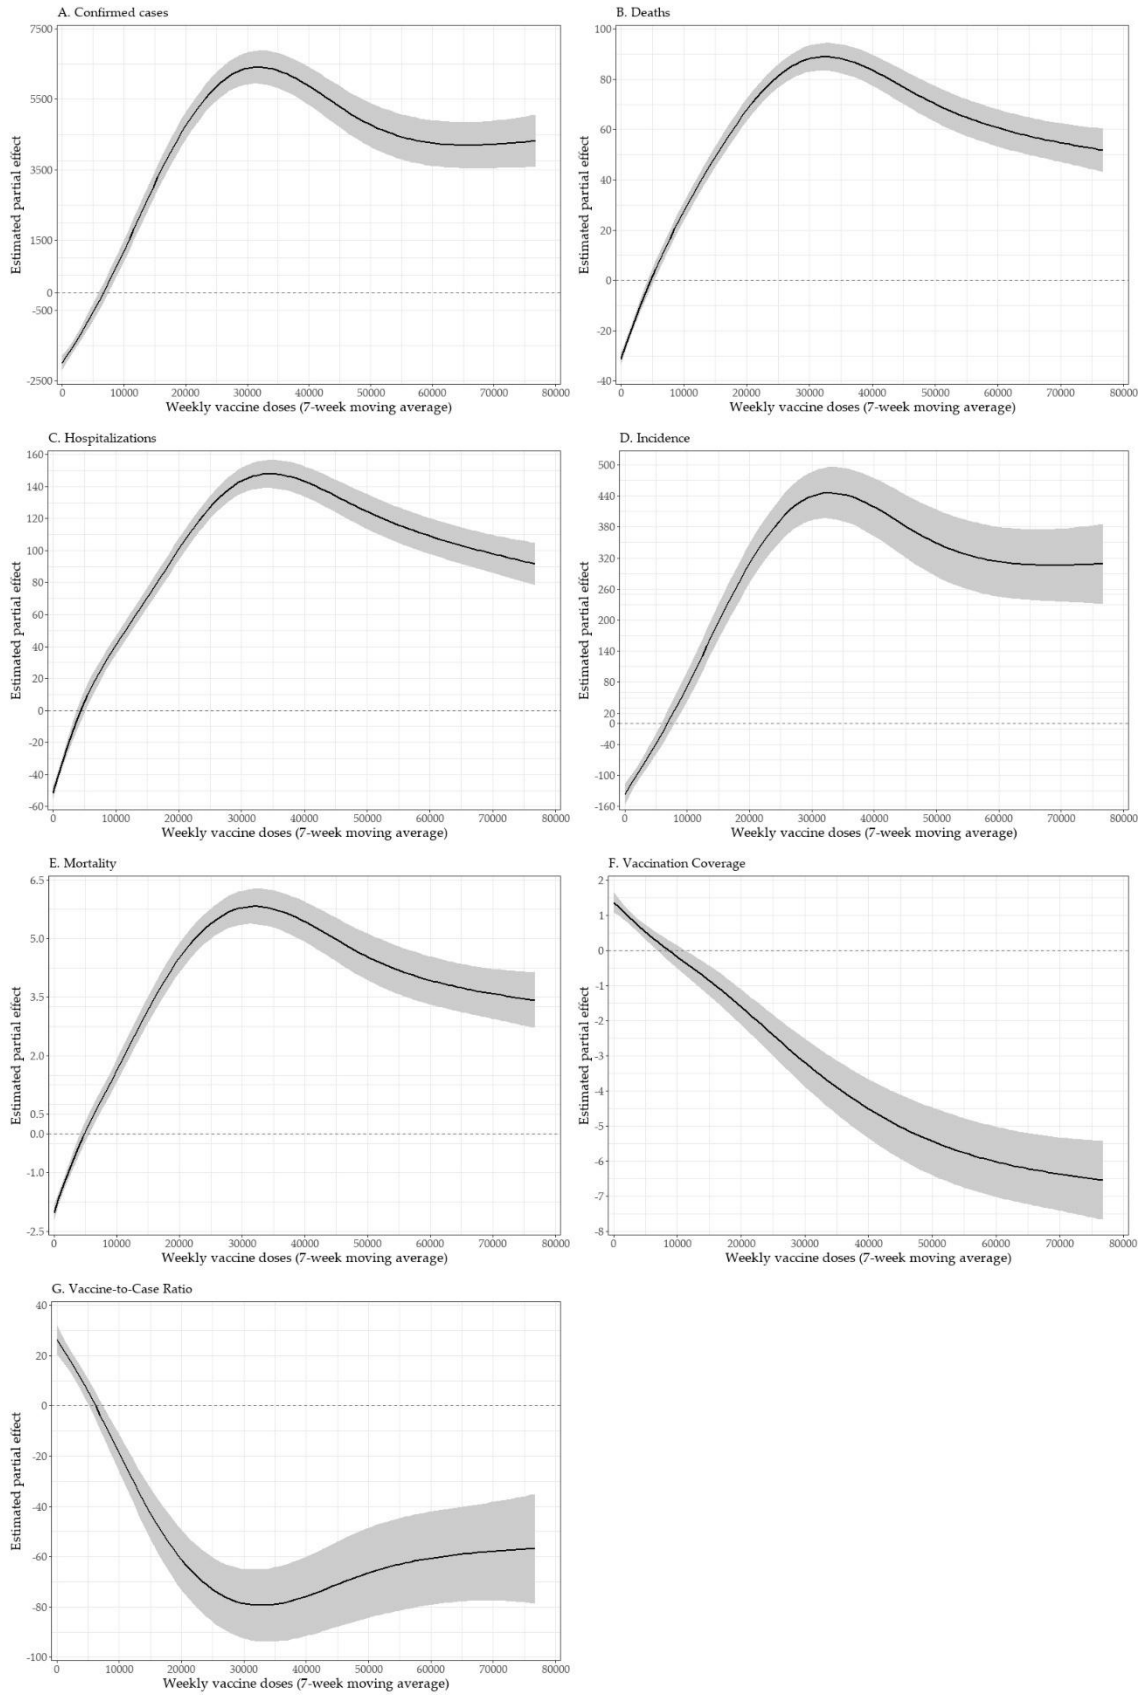 A. Confirmed cases
7500
5500
3500
1500
0
-500
-2500
Estimated partial effect
0 10000 20000 30000 40000 50000 60000 70000 80000
Weekly vaccine doses (7-week moving average)
B. Deaths
100
80
60
40
20
0
-20
-40
Estimated partial effect
0 10000 20000 30000 40000 50000 60000 70000 80000
Weekly vaccine doses (7-week moving average)
C. Hospitalizations
160
140
120
100
80
60
40
20
0
-20
-40
-60
Estimated partial effect
0 10000 20000 30000 40000 50000 60000 70000 80000
Weekly vaccine doses (7-week moving average)
D. Incidence
500
440
380
320
260
200
140
80
20
0
-40
-100
-160
Estimated partial effect
0 10000 20000 30000 40000 50000 60000 70000 80000
Weekly vaccine doses (7-week moving average)
E. Mortality
6.5
5.0
3.5
2.0
0.5
0.0
-1.0
-2.5
Estimated partial effect
0 10000 20000 30000 40000 50000 60000 70000 80000
Weekly vaccine doses (7-week moving average)
F. Vaccination Coverage
2
1
0
-1
-2
-3
-4
-5
-6
-7
-8
Estimated partial effect
0 10000 20000 30000 40000 50000 60000 70000 80000
Weekly vaccine doses (7-week moving average)
G. Vaccine-to-Case Ratio
40
20
0
-20
-40
-60
-80
-100
Estimated partial effect
0 10000 20000 30000 40000 50000 60000 70000 80000
Weekly vaccine doses (7-week moving average)